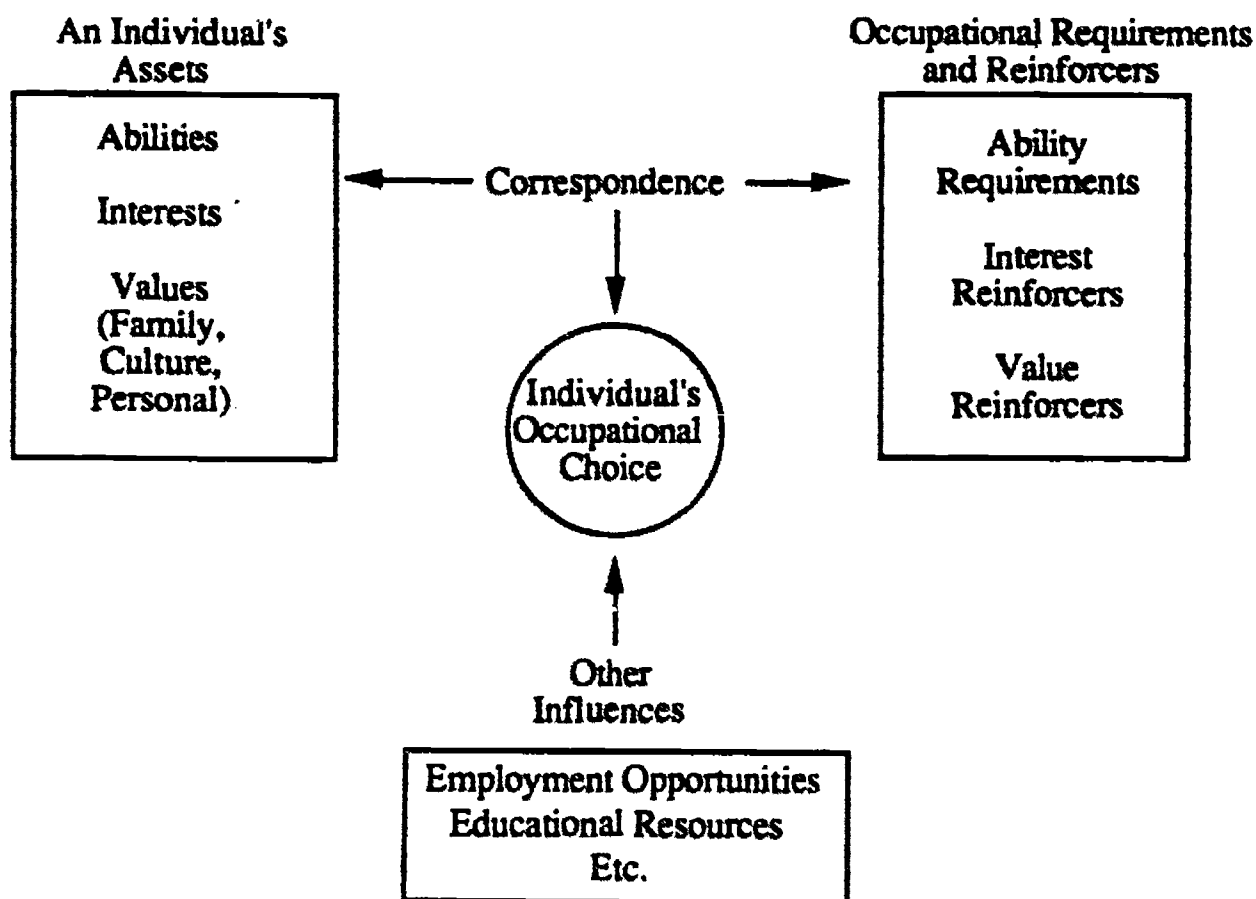 An Individual's
Assets
Abilities
Interests
Values
(Family,
Culture,
Personal)
Correspondence
Occupational Requirements
and Reinforcers
Ability
Requirements
Interest
Reinforcers
Value
Reinforcers
Individual's
Occupational
Choice
Other
Influences
Employment Opportunities
Educational Resources
Etc.